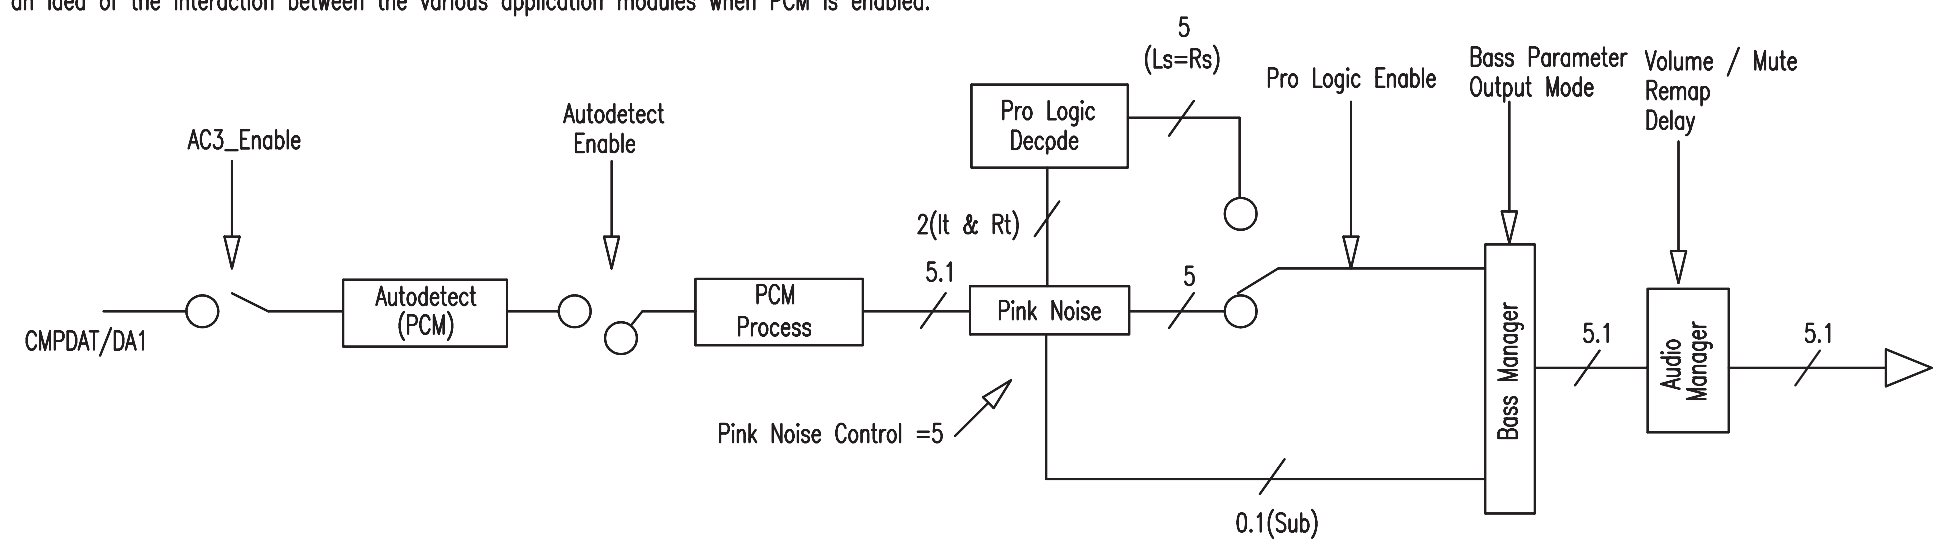 an idea of the interaction between the various application modules when PCM is enabled.
5
(Ls=Rs)
Pro Logic Enable
Bass Parameter
Output Mode
Volume / Mute
Remap
Delay
Autodetect
Enable
AC3_Enable
Pro Logic
Decpde
2(lt & Rt)
5.1
5
Autodetect
(PCM)
PCM
Process
Pink Noise
CMPDAT/DA1
Bass Manager
5.1
Audio
Manager
5.1
Pink Noise Control =5
0.1(Sub)